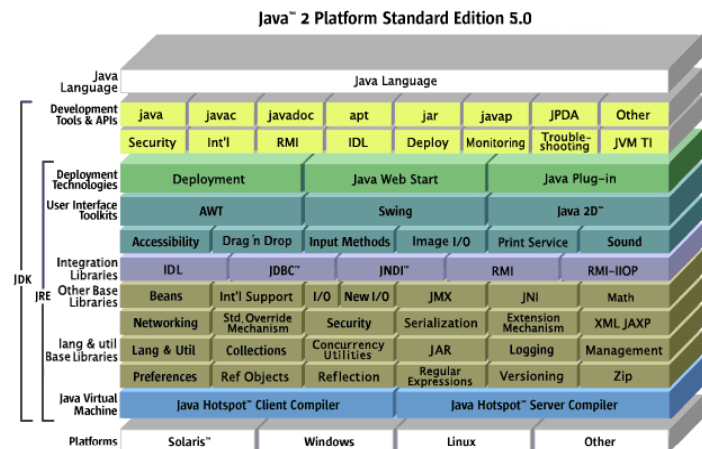 Java™ 2 Platform Standard Edition 5.0
Java
Language
Java Language
Development
Tools & APIs
java javac javadoc apt jar javap JPDA Other
Security Int'l RMI IDL Deploy Monitoring Trouble-
shooting JVM TI
Deployment
Technologies
Deployment Java Web Start Java Plug-in
User Interface
Toolkits
AWT Swing Java 2D™
Accessibility Drag 'n Drop Input Methods Image I/O Print Service Sound
Integration
Libraries
IDL JDBC™ JNDI™ RMI RMI-IIOP
JDK
JRE
Other Base
Libraries
Beans Int'l Support I/O New I/O JMX JNI Math
Networking Std. Override
Mechanism Security Serialization Extension
Mechanism XML JAXP
lang & util
Base Libraries
Lang & Util Collections Concurrency
Utilities JAR Logging Management
Preferences Ref Objects Reflection Regular
Expressions Versioning Zip
Java Virtual
Machine
Java Hotspot™ Client Compiler Java Hotspot™ Server Compiler
Platforms
Solaris™ Windows Linux Other